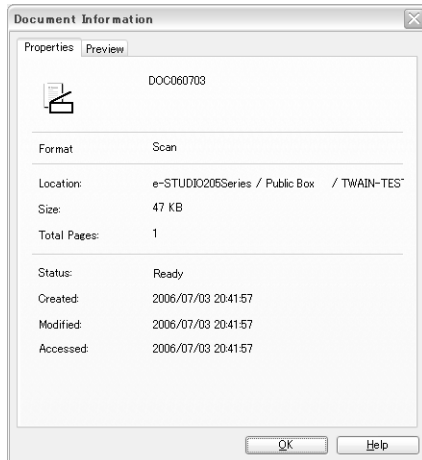 Document Information
Properties Preview
DOC060703
Format Scan
Location: e-STUDIO205Series / Public Box / TWAIN-TES
Size: 47 KB
Total Pages: 1
Status: Ready
Created: 2006/07/03 20:41:57
Modified: 2006/07/03 20:41:57
Accessed: 2006/07/03 20:41:57
OK Help